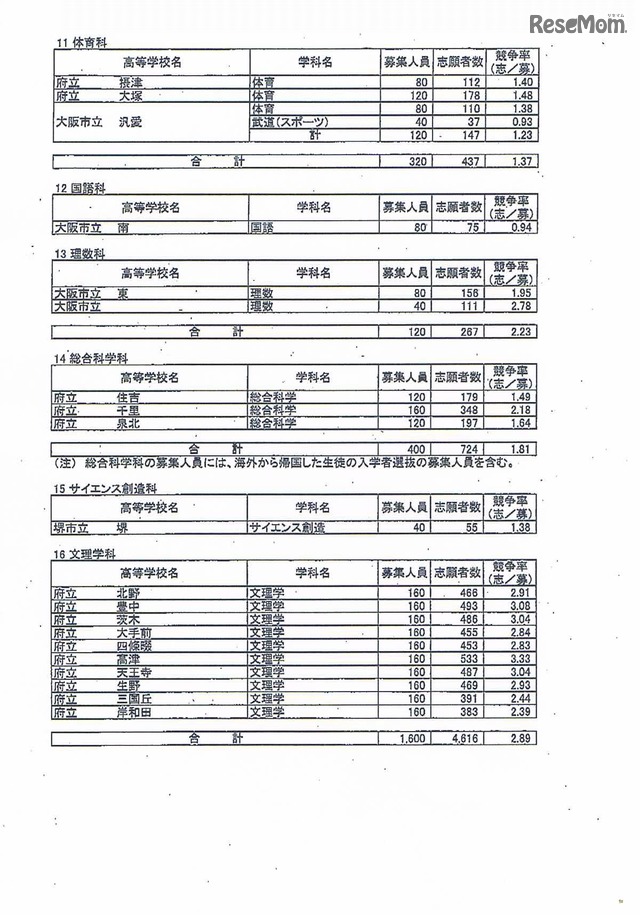 リセマム
ReseMom.
11 体育科
高等学校名 学科名 募集人員 志願者数 競争率(志/募)
府立 摂津 体育 80 112 1.40
府立 大塚 体育 120 178 1.48
体育 80 110 1.38
大阪市立 汎愛 武道(スポーツ) 40 37 0.93
計 120 147 1.23
合 計 320 437 1.37
12 国語科
高等学校名 学科名 募集人員 志願者数 競争率(志/募)
大阪市立 南 国語 80 75 0.94
13 理数科
高等学校名 学科名 募集人員 志願者数 競争率(志/募)
大阪市立 東 理数 80 156 1.95
大阪市立 理数 40 111 2.78
合 計 120 267 2.23
14 総合科学科
高等学校名 学科名 募集人員 志願者数 競争率(志/募)
府立 住吉 総合科学 120 179 1.49
府立 千里 総合科学 160 348 2.18
府立 泉北 総合科学 120 197 1.64
合 計 400 724 1.81
(注) 総合科学科の募集人員には、海外から帰国した生徒の入学者選抜の募集人員を含む。
15 サイエンス創造科
高等学校名 学科名 募集人員 志願者数 競争率(志/募)
堺市立 堺 サイエンス創造 40 55 1.38
16 文理学科
高等学校名 学科名 募集人員 志願者数 競争率(志/募)
府立 北野 文理学 160 466 2.91
府立 豊中 文理学 160 493 3.08
府立 茨木 文理学 160 486 3.04
府立 大手前 文理学 160 455 2.84
府立 四條畷 文理学 160 453 2.83
府立 高津 文理学 160 533 3.33
府立 天王寺 文理学 160 487 3.04
府立 生野 文理学 160 469 2.93
府立 三国丘 文理学 160 391 2.44
府立 岸和田 文理学 160 383 2.39
合 計 1,600 4,616 2.89